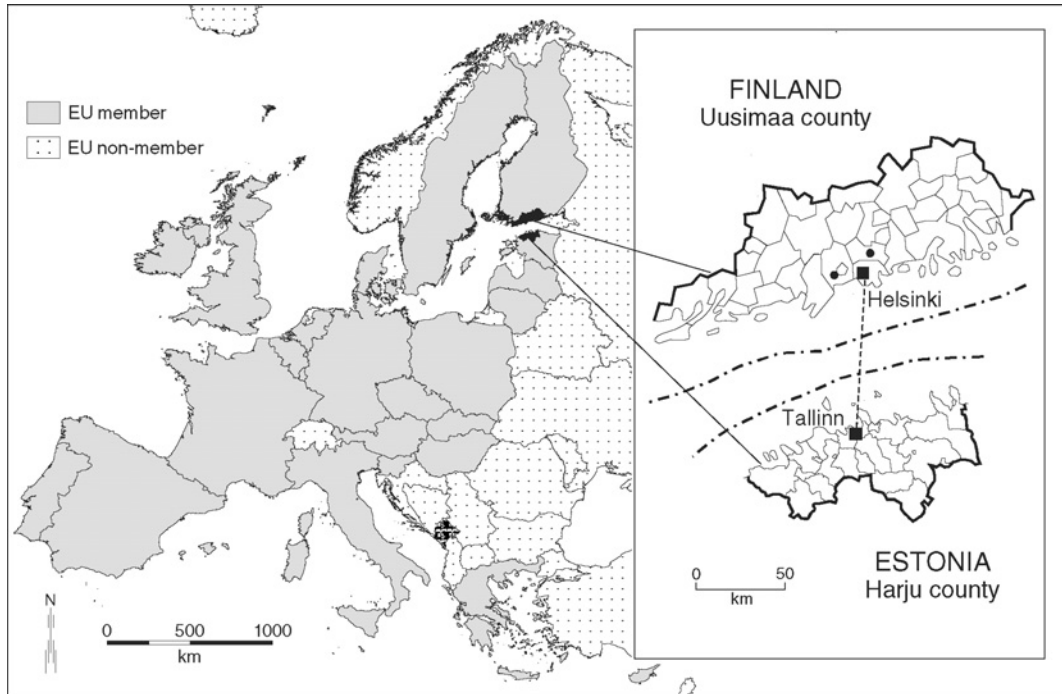 EU member
EU non-member
N
0 500 1000
km
FINLAND
Uusimaa county
Helsinki
Tallinn
ESTONIA
Harju county
0 50
km